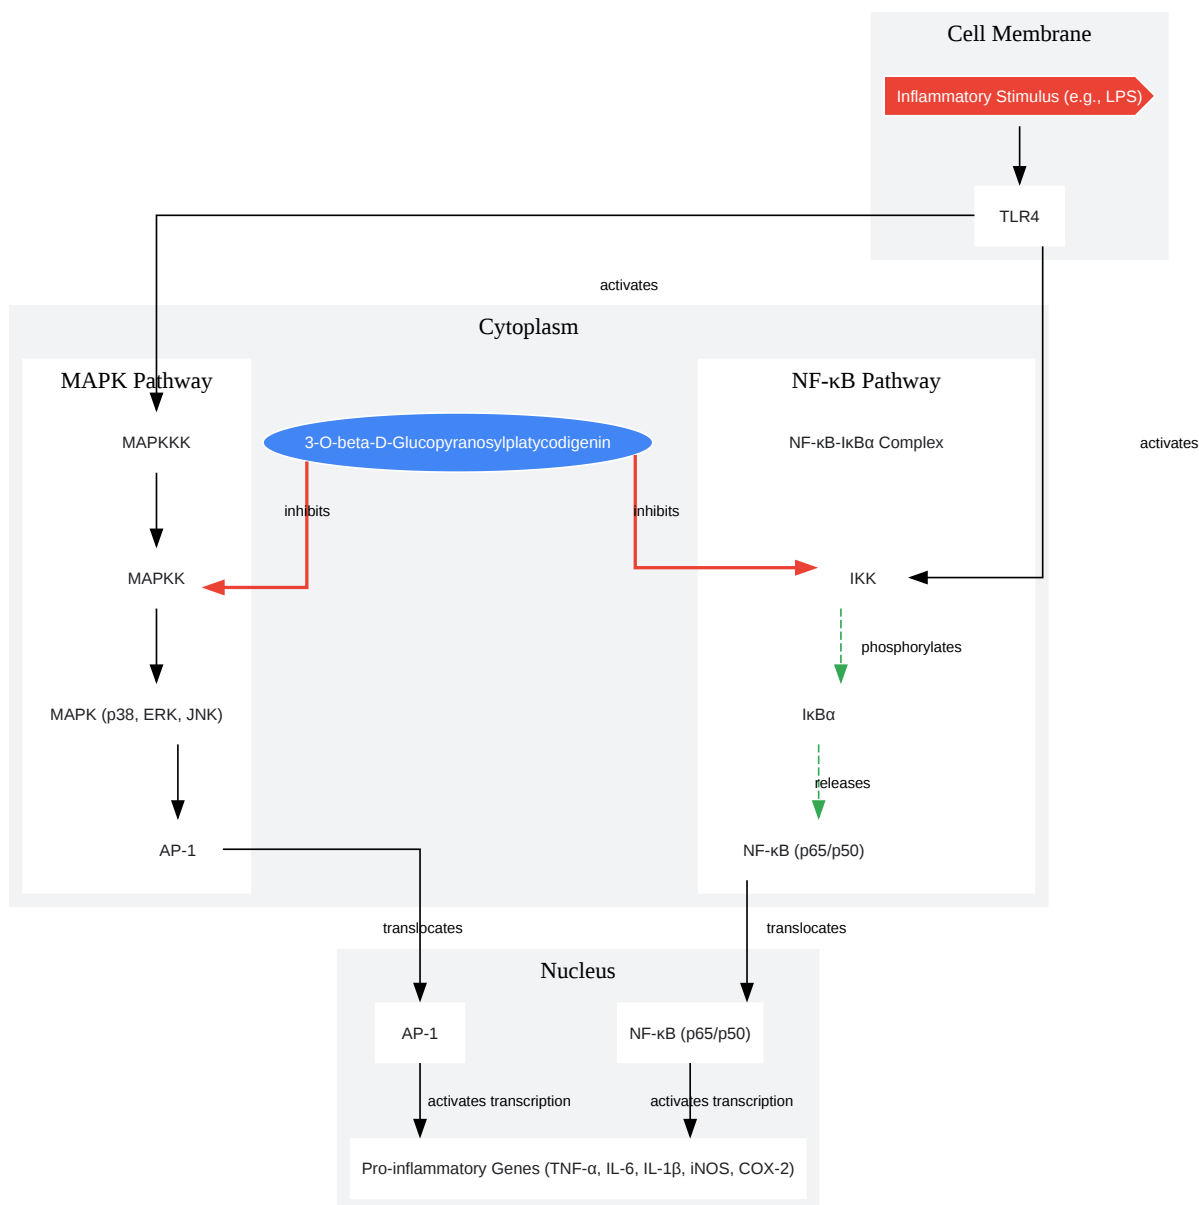 Cell Membrane
Inflammatory Stimulus (e.g., LPS)
TLR4
activates
Cytoplasm
MAPK Pathway
NF-κB Pathway
MAPKKK
3-O-beta-D-Glucopyranosylplatycodigenin
NF-κB-IκBα Complex
activates
inhibits
inhibits
MAPKK
IKK
phosphorylates
MAPK (p38, ERK, JNK)
IκBα
releases
AP-1
NF-κB (p65/p50)
translocates
translocates
Nucleus
AP-1
NF-κB (p65/p50)
activates transcription
activates transcription
Pro-inflammatory Genes (TNF-α, IL-6, IL-1β, iNOS, COX-2)